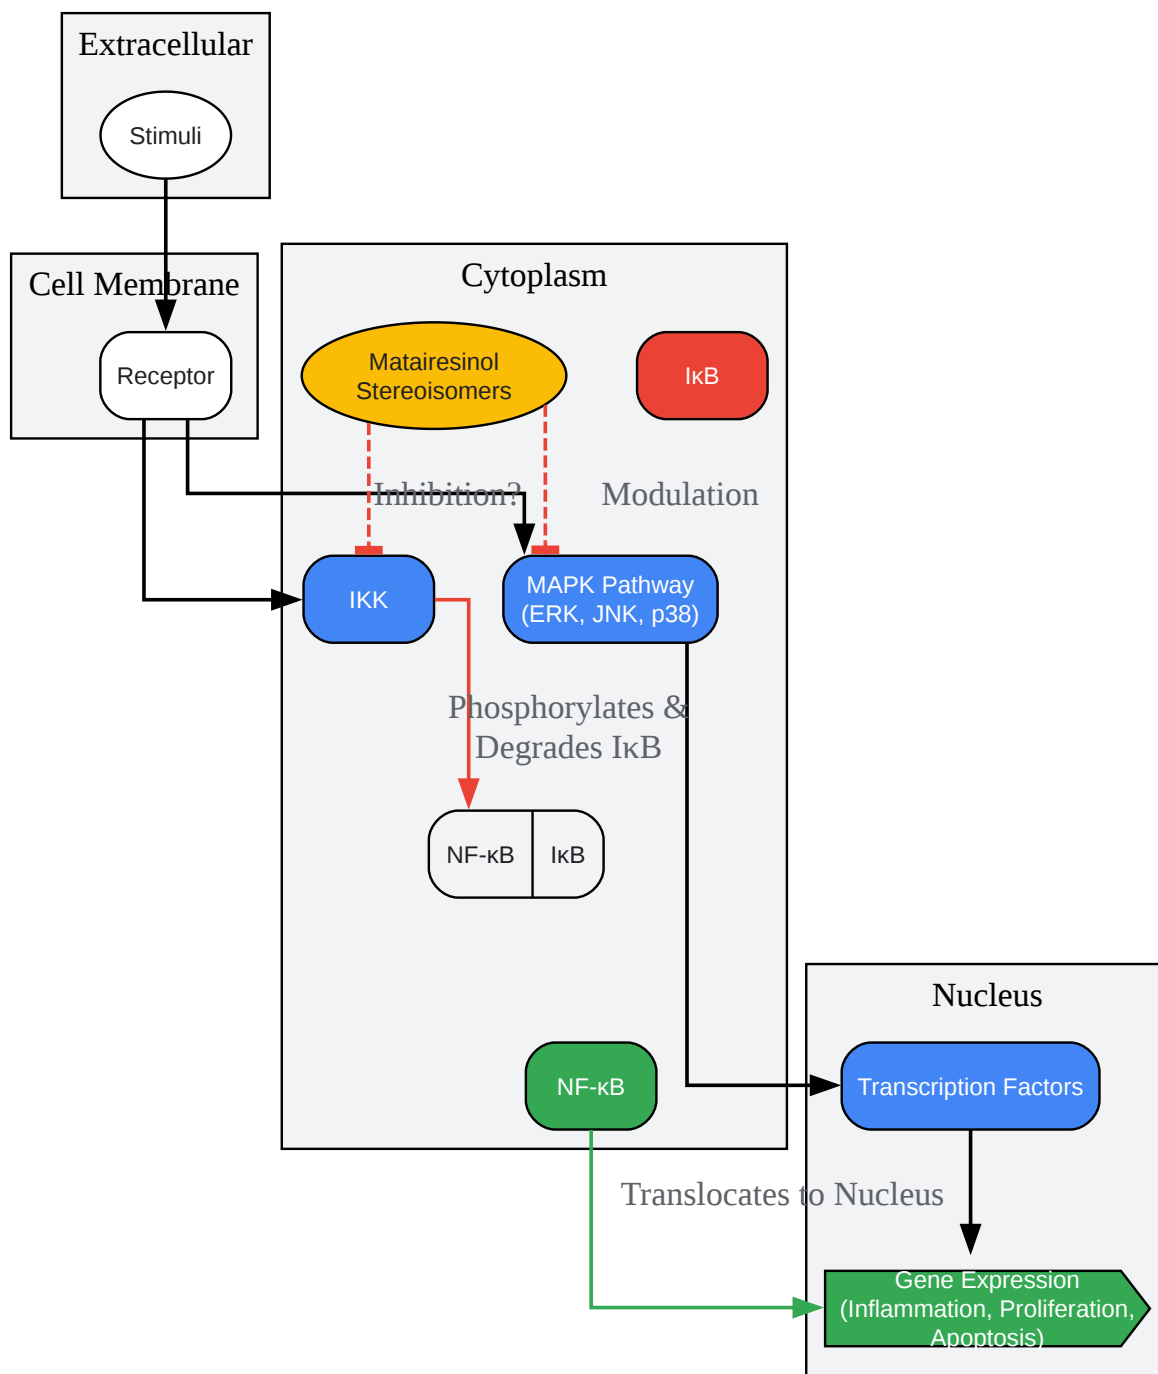 Extracellular
Stimuli
Cell Membrane
Receptor
Cytoplasm
Matairesinol
Stereoisomers
IκB
Inhibition?
Modulation
IKK
MAPK Pathway
(ERK, JNK, p38)
Phosphorylates &
Degrades IκB
NF-κB
IκB
NF-κB
Nucleus
Transcription Factors
Translocates to Nucleus
Gene Expression
(Inflammation, Proliferation,
Apoptosis)